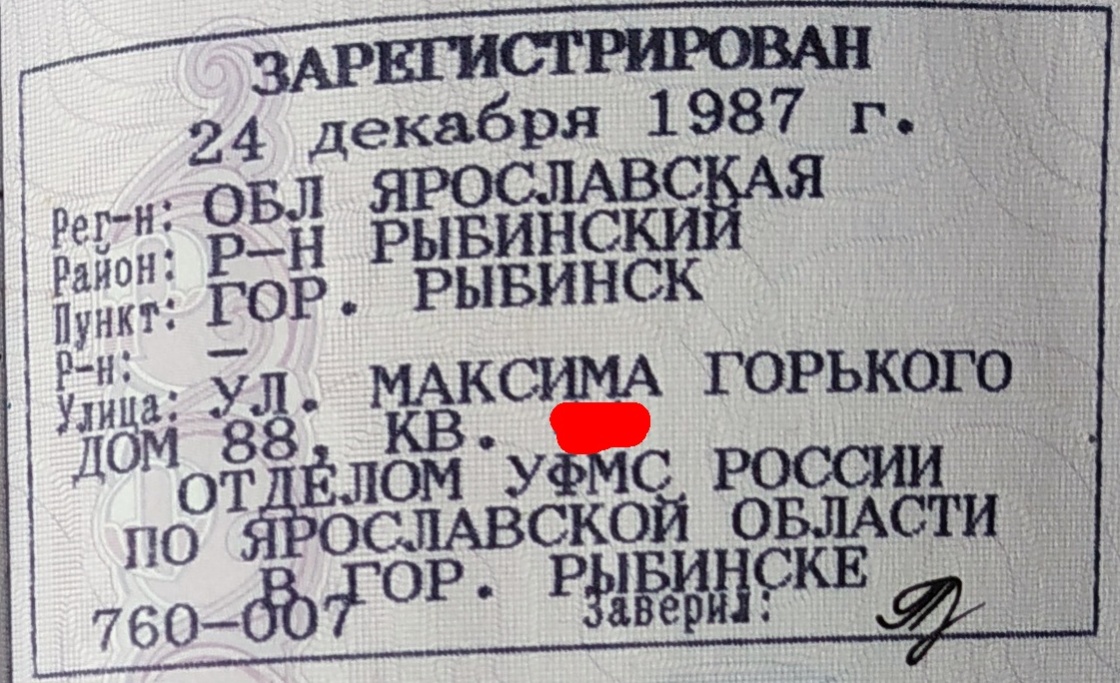 ЗАРЕГИСТРИРОВАН
24 декабря 1987 г.
Рег-н: ОБЛ ЯРОСЛАВСКАЯ
Район: Р-Н РЫБИНСКИЙ
Пункт: ГОР. РЫБИНСК
Р-н: -
Улица: УЛ. МАКСИМА ГОРЬКОГО
ДОМ 88, КВ.
ОТДЕЛОМ УФМС РОССИИ
ПО ЯРОСЛАВСКОЙ ОБЛАСТИ
В ГОР. РЫБИНСКЕ
760-007 Заверил: